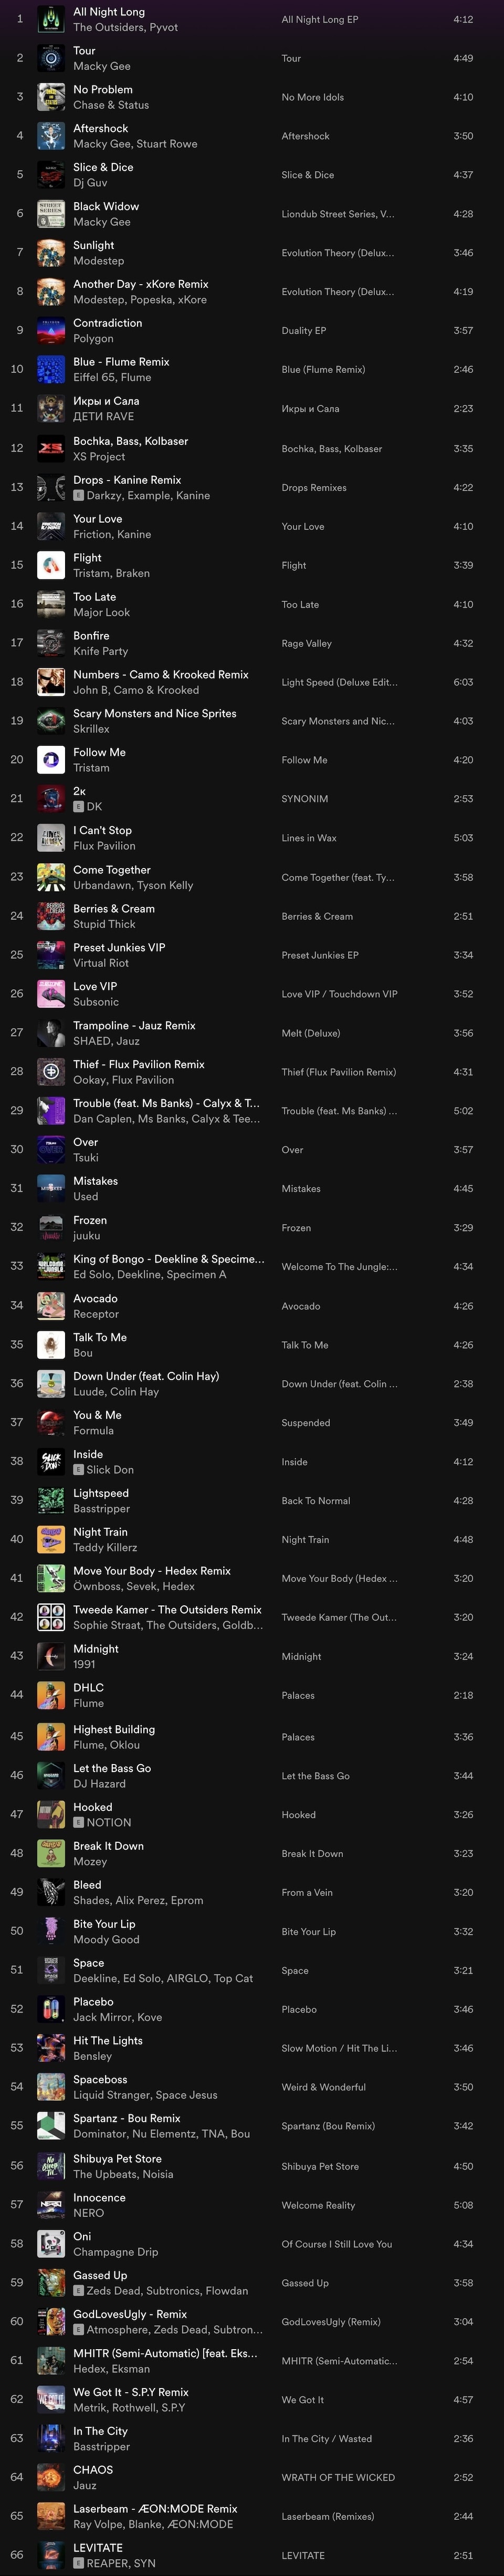 1
All Night Long
The Outsiders, Pyvot
All Night Long EP
4:12
2
Tour
Macky Gee
Tour
4:49
3
No Problem
Chase & Status
No More Idols
4:10
4
Aftershock
Macky Gee, Stuart Rowe
Aftershock
3:50
5
Slice & Dice
Dj Guv
Slice & Dice
4:37
6
Black Widow
Macky Gee
Liondub Street Series, V...
4:28
7
Sunlight
Modestep
Evolution Theory (Delux...
3:46
8
Another Day - xKore Remix
Modestep, Popeska, xKore
Evolution Theory (Delux...
4:19
9
Contradiction
Polygon
Duality EP
3:57
10
Blue - Flume Remix
Eiffel 65, Flume
Blue (Flume Remix)
2:46
11
Икры и Сала
ДЕТИ RAVE
Икры и Сала
2:23
12
Bochka, Bass, Kolbaser
XS Project
Bochka, Bass, Kolbaser
3:35
13
Drops - Kanine Remix
E Darkzy, Example, Kanine
Drops Remixes
4:22
14
Your Love
Friction, Kanine
Your Love
4:10
15
Flight
Tristam, Braken
Flight
3:39
16
Too Late
Major Look
Too Late
4:10
17
Bonfire
Knife Party
Rage Valley
4:32
18
Numbers - Camo & Krooked Remix
John B, Camo & Krooked
Light Speed (Deluxe Edit...
6:03
19
Scary Monsters and Nice Sprites
Skrillex
Scary Monsters and Nic...
4:03
20
Follow Me
Tristam
Follow Me
4:20
21
2к
E DK
SYNONIM
2:53
22
I Can't Stop
Flux Pavilion
Lines in Wax
5:03
23
Come Together
Urbandawn, Tyson Kelly
Come Together (feat. Ty...
3:58
24
Berries & Cream
Stupid Thick
Berries & Cream
2:51
25
Preset Junkies VIP
Virtual Riot
Preset Junkies EP
3:34
26
Love VIP
Subsonic
Love VIP / Touchdown VIP
3:52
27
Trampoline - Jauz Remix
SHAED, Jauz
Melt (Deluxe)
3:56
28
Thief - Flux Pavilion Remix
Ookay, Flux Pavilion
Thief (Flux Pavilion Remix)
4:31
29
Trouble (feat. Ms Banks) - Calyx & T...
Dan Caplen, Ms Banks, Calyx & Tee...
Trouble (feat. Ms Banks) ...
5:02
30
Over
Tsuki
Over
3:57
31
Mistakes
Used
Mistakes
4:45
32
Frozen
juuku
Frozen
3:29
33
King of Bongo - Deekline & Specime...
Ed Solo, Deekline, Specimen A
Welcome To The Jungle:...
4:34
34
Avocado
Receptor
Avocado
4:26
35
Talk To Me
Bou
Talk To Me
4:26
36
Down Under (feat. Colin Hay)
Luude, Colin Hay
Down Under (feat. Colin ...
2:38
37
You & Me
Formula
Suspended
3:49
38
Inside
E Slick Don
Inside
4:12
39
Lightspeed
Basstripper
Back To Normal
4:28
40
Night Train
Teddy Killerz
Night Train
4:48
41
Move Your Body - Hedex Remix
Öwnboss, Sevek, Hedex
Move Your Body (Hedex ...
3:20
42
Tweede Kamer - The Outsiders Remix
Sophie Straat, The Outsiders, Goldb...
Tweede Kamer (The Out...
3:20
43
Midnight
1991
Midnight
3:24
44
DHLC
Flume
Palaces
2:18
45
Highest Building
Flume, Oklou
Palaces
3:36
46
Let the Bass Go
DJ Hazard
Let the Bass Go
3:44
47
Hooked
E NOTION
Hooked
3:26
48
Break It Down
Mozey
Break It Down
3:23
49
Bleed
Shades, Alix Perez, Eprom
From a Vein
3:20
50
Bite Your Lip
Moody Good
Bite Your Lip
3:32
51
Space
Deekline, Ed Solo, AIRGLO, Top Cat
Space
3:21
52
Placebo
Jack Mirror, Kove
Placebo
3:46
53
Hit The Lights
Bensley
Slow Motion / Hit The Li...
3:46
54
Spaceboss
Liquid Stranger, Space Jesus
Weird & Wonderful
3:50
55
Spartanz - Bou Remix
Dominator, Nu Elementz, TNA, Bou
Spartanz (Bou Remix)
3:42
56
Shibuya Pet Store
The Upbeats, Noisia
Shibuya Pet Store
4:50
57
Innocence
NERO
Welcome Reality
5:08
58
Oni
Champagne Drip
Of Course I Still Love You
4:34
59
Gassed Up
E Zeds Dead, Subtronics, Flowdan
Gassed Up
3:58
60
GodLovesUgly - Remix
E Atmosphere, Zeds Dead, Subtron...
GodLovesUgly (Remix)
3:04
61
MHITR (Semi-Automatic) [feat. Eks...
Hedex, Eksman
MHITR (Semi-Automatic...
2:54
62
We Got It - S.P.Y Remix
Metrik, Rothwell, S.P.Y
We Got It
4:57
63
In The City
Basstripper
In The City / Wasted
2:36
64
CHAOS
Jauz
WRATH OF THE WICKED
2:52
65
Laserbeam - ÆON:MODE Remix
Ray Volpe, Blanke, ÆON:MODE
Laserbeam (Remixes)
2:44
66
LEVITATE
E REAPER, SYN
LEVITATE
2:51